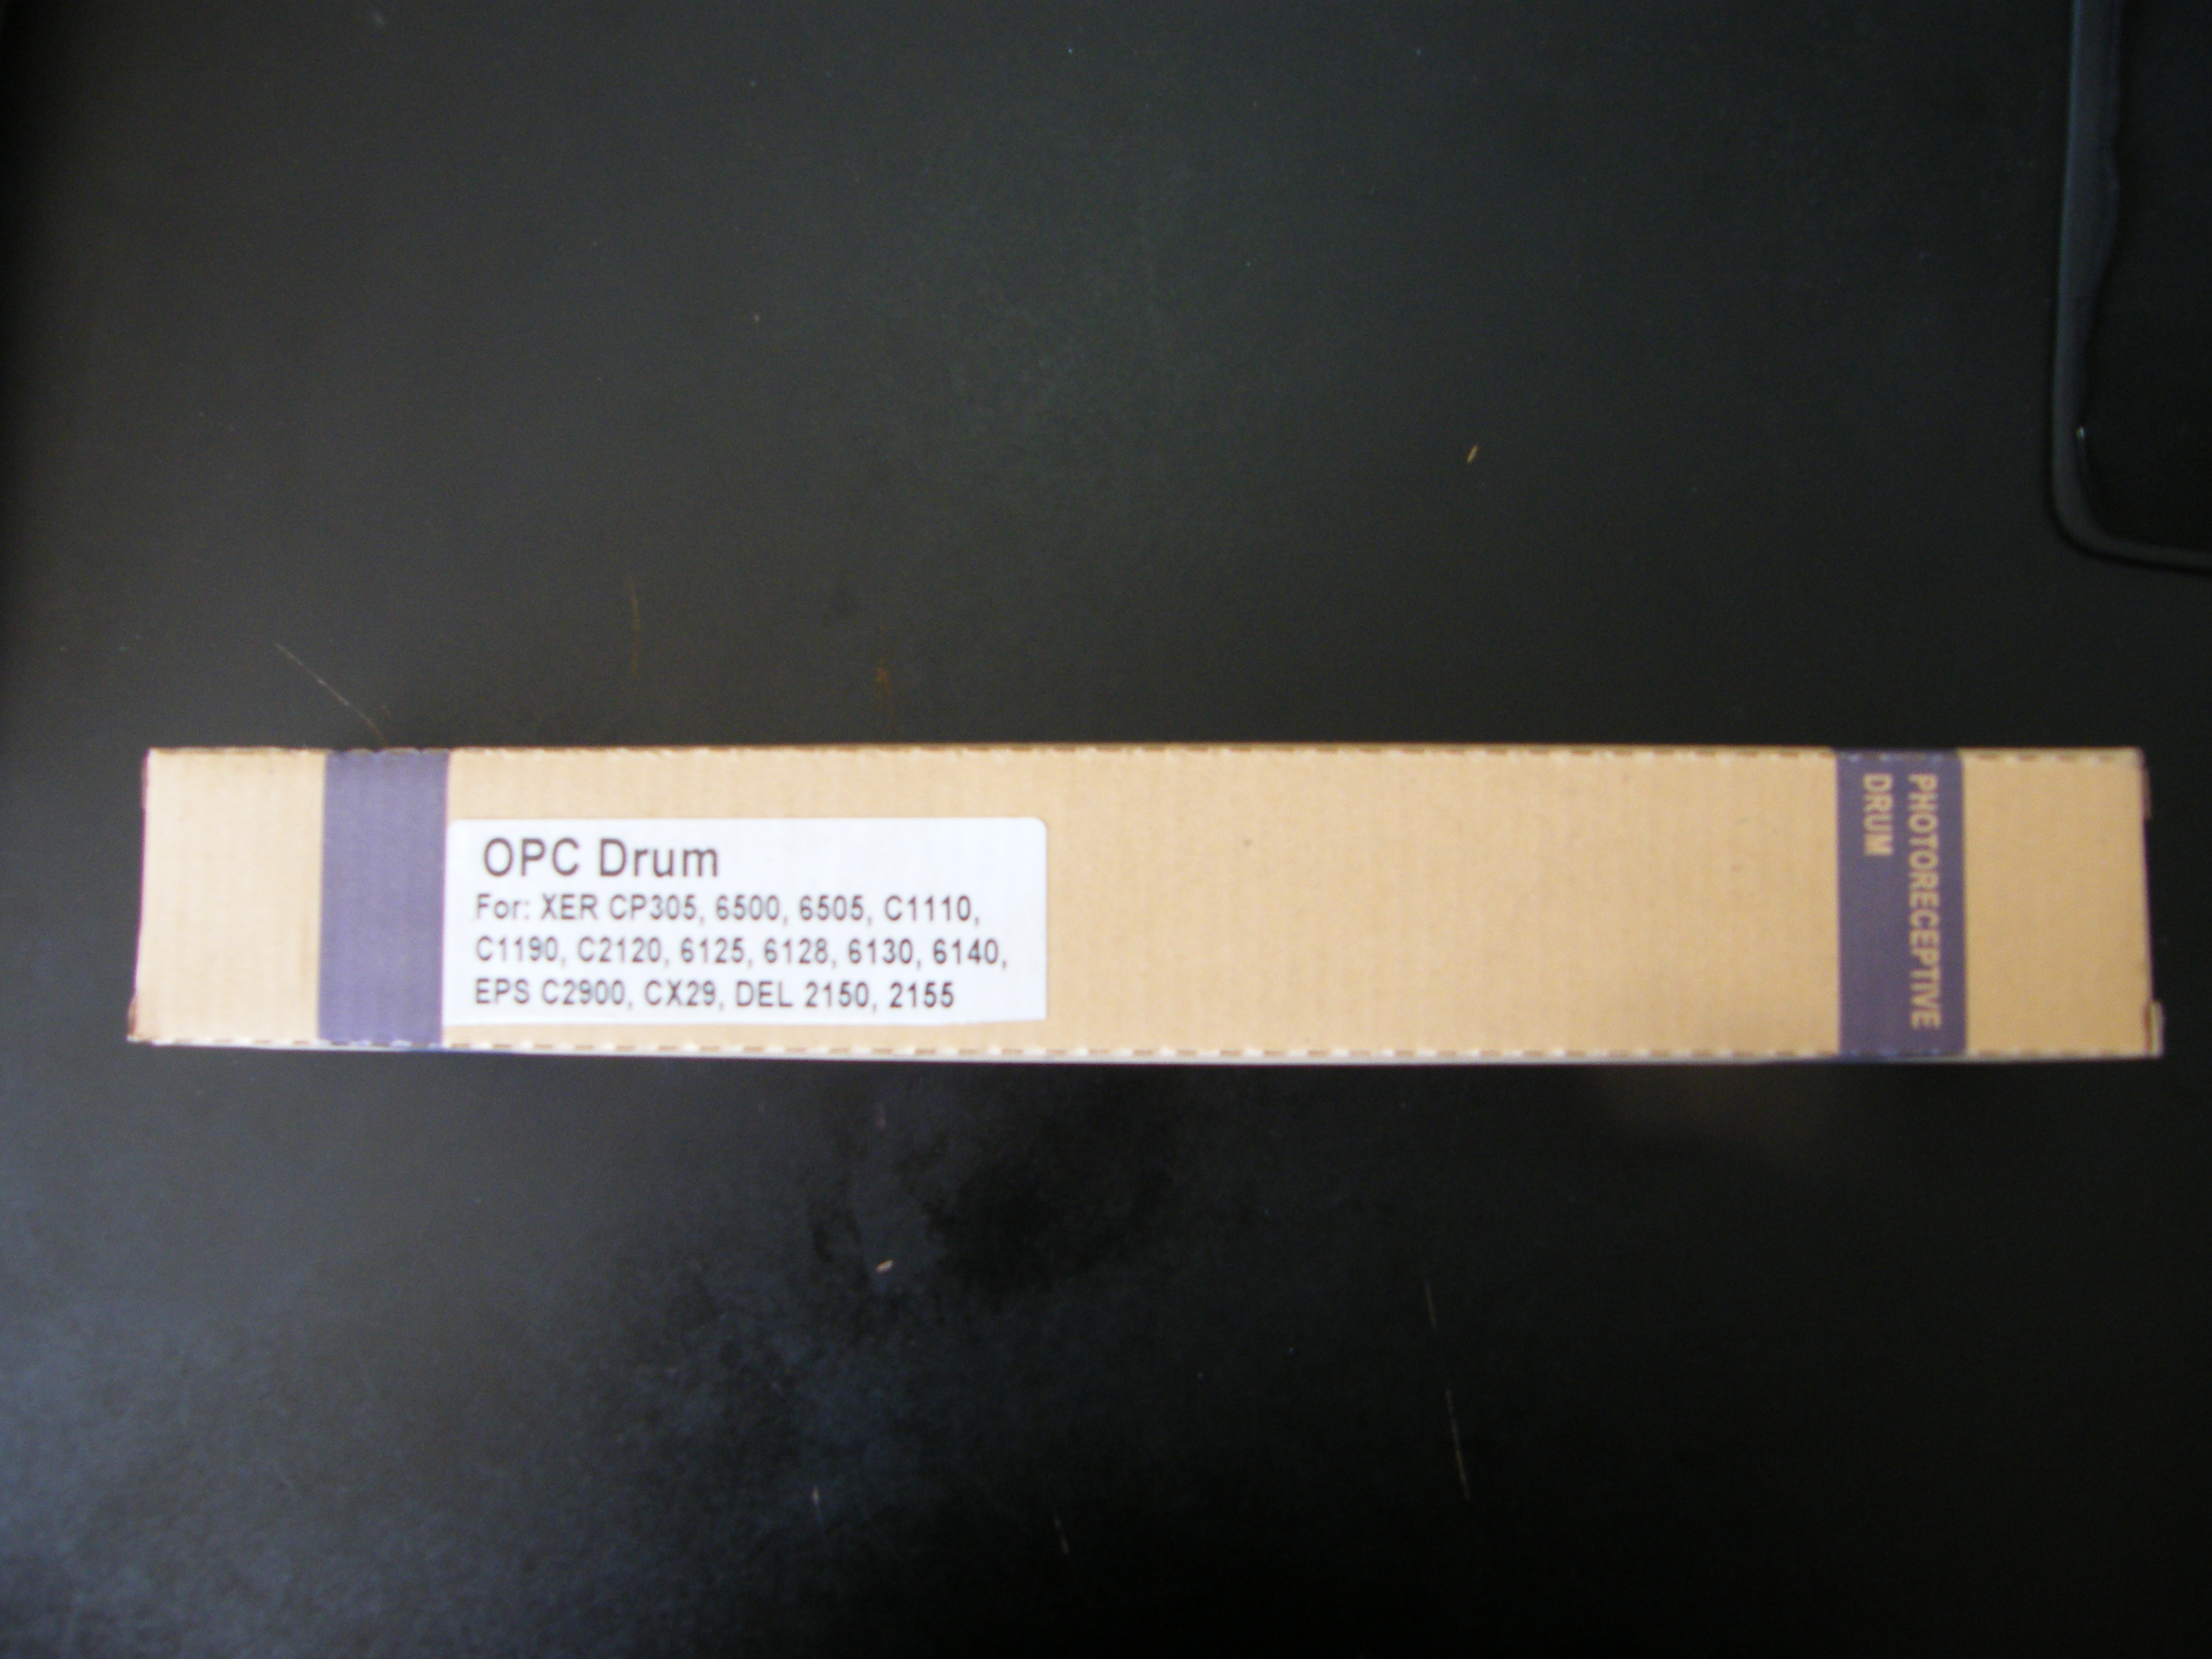 OPC Drum
For: XER CP305, 6500, 6505, C1110,
C1190, C2120, 6125, 6128, 6130, 6140,
EPS C2900, CX29, DEL 2150, 2155
PHOTORECEPTIVE
DRUM